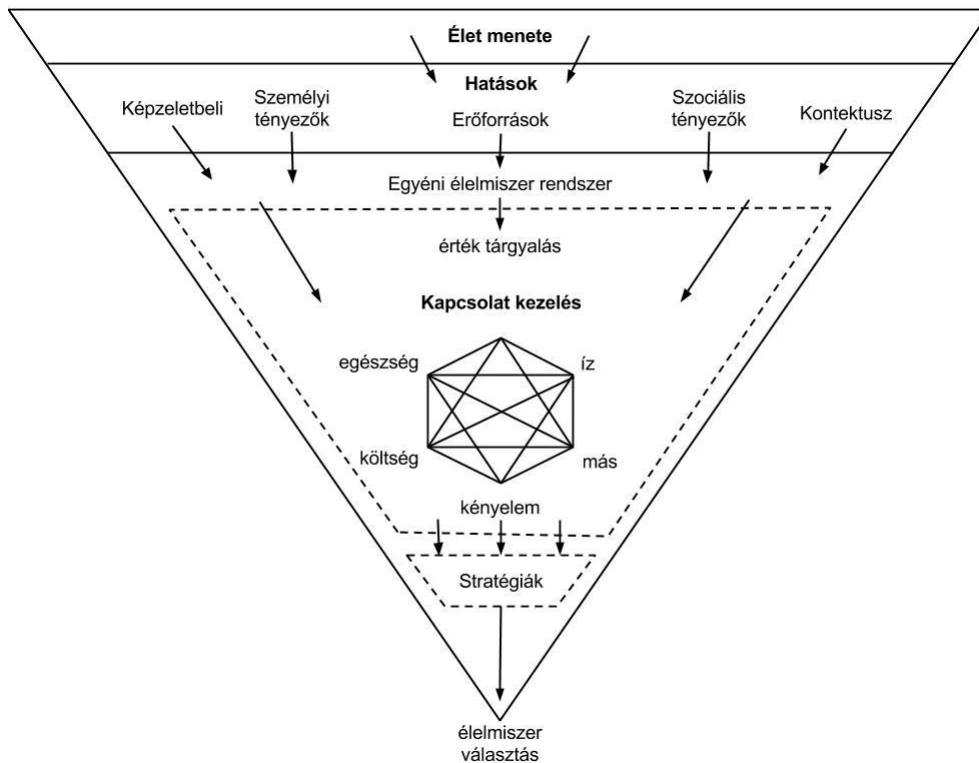 Élet menete
Hatások
Képzeletbeli
Személyi
tényezők
Erőforrások
Szociális
tényezők
Kontektusz
Egyéni élelmiszer rendszer
érték tárgyalás
Kapcsolat kezelés
egészség
íz
költség
más
kényelem
Stratégiák
élelmiszer
választás